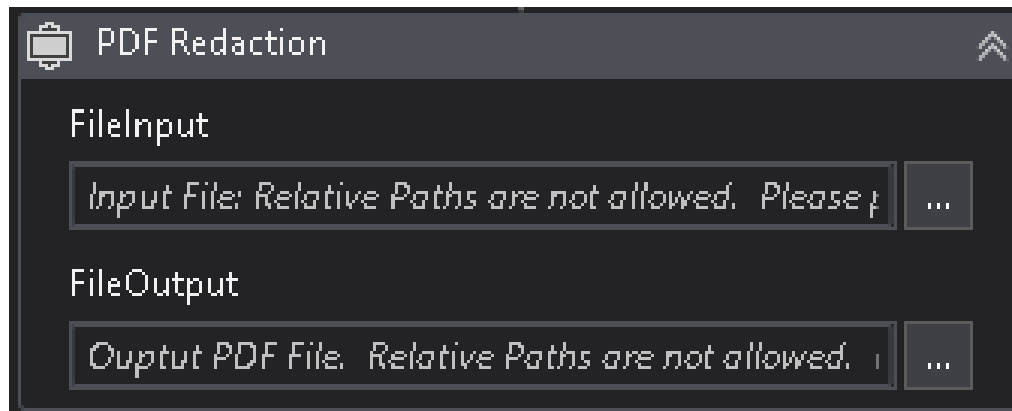 PDF Redaction
FileInput
Input File: Relative Paths are not allowed.  Please
...
FileOutput
Ouptut PDF File.  Relative Paths are not allowed.
...